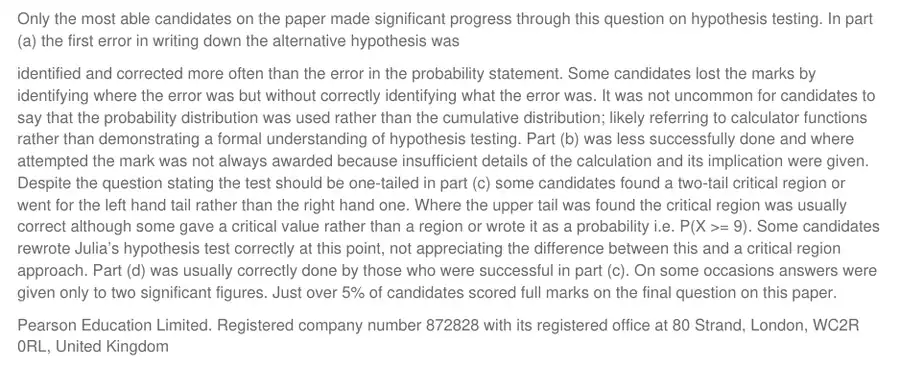 Only the most able candidates on the paper made significant progress through this question on hypothesis testing. In part
(a) the first error in writing down the alternative hypothesis was
identified and corrected more often than the error in the probability statement. Some candidates lost the marks by
identifying where the error was but without correctly identifying what the error was. It was not uncommon for candidates to
say that the probability distribution was used rather than the cumulative distribution; likely referring to calculator functions
rather than demonstrating a formal understanding of hypothesis testing. Part (b) was less successfully done and where
attempted the mark was not always awarded because insufficient details of the calculation and its implication were given.
Despite the question stating the test should be one-tailed in part (c) some candidates found a two-tail critical region or
went for the left hand tail rather than the right hand one. Where the upper tail was found the critical region was usually
correct although some gave a critical value rather than a region or wrote it as a probability i.e. P(X >= 9). Some candidates
rewrote Julia's hypothesis test correctly at this point, not appreciating the difference between this and a critical region
approach. Part (d) was usually correctly done by those who were successful in part (c). On some occasions answers were
given only to two significant figures. Just over 5% of candidates scored full marks on the final question on this paper.
Pearson Education Limited. Registered company number 872828 with its registered office at 80 Strand, London, WC2R
0RL, United Kingdom